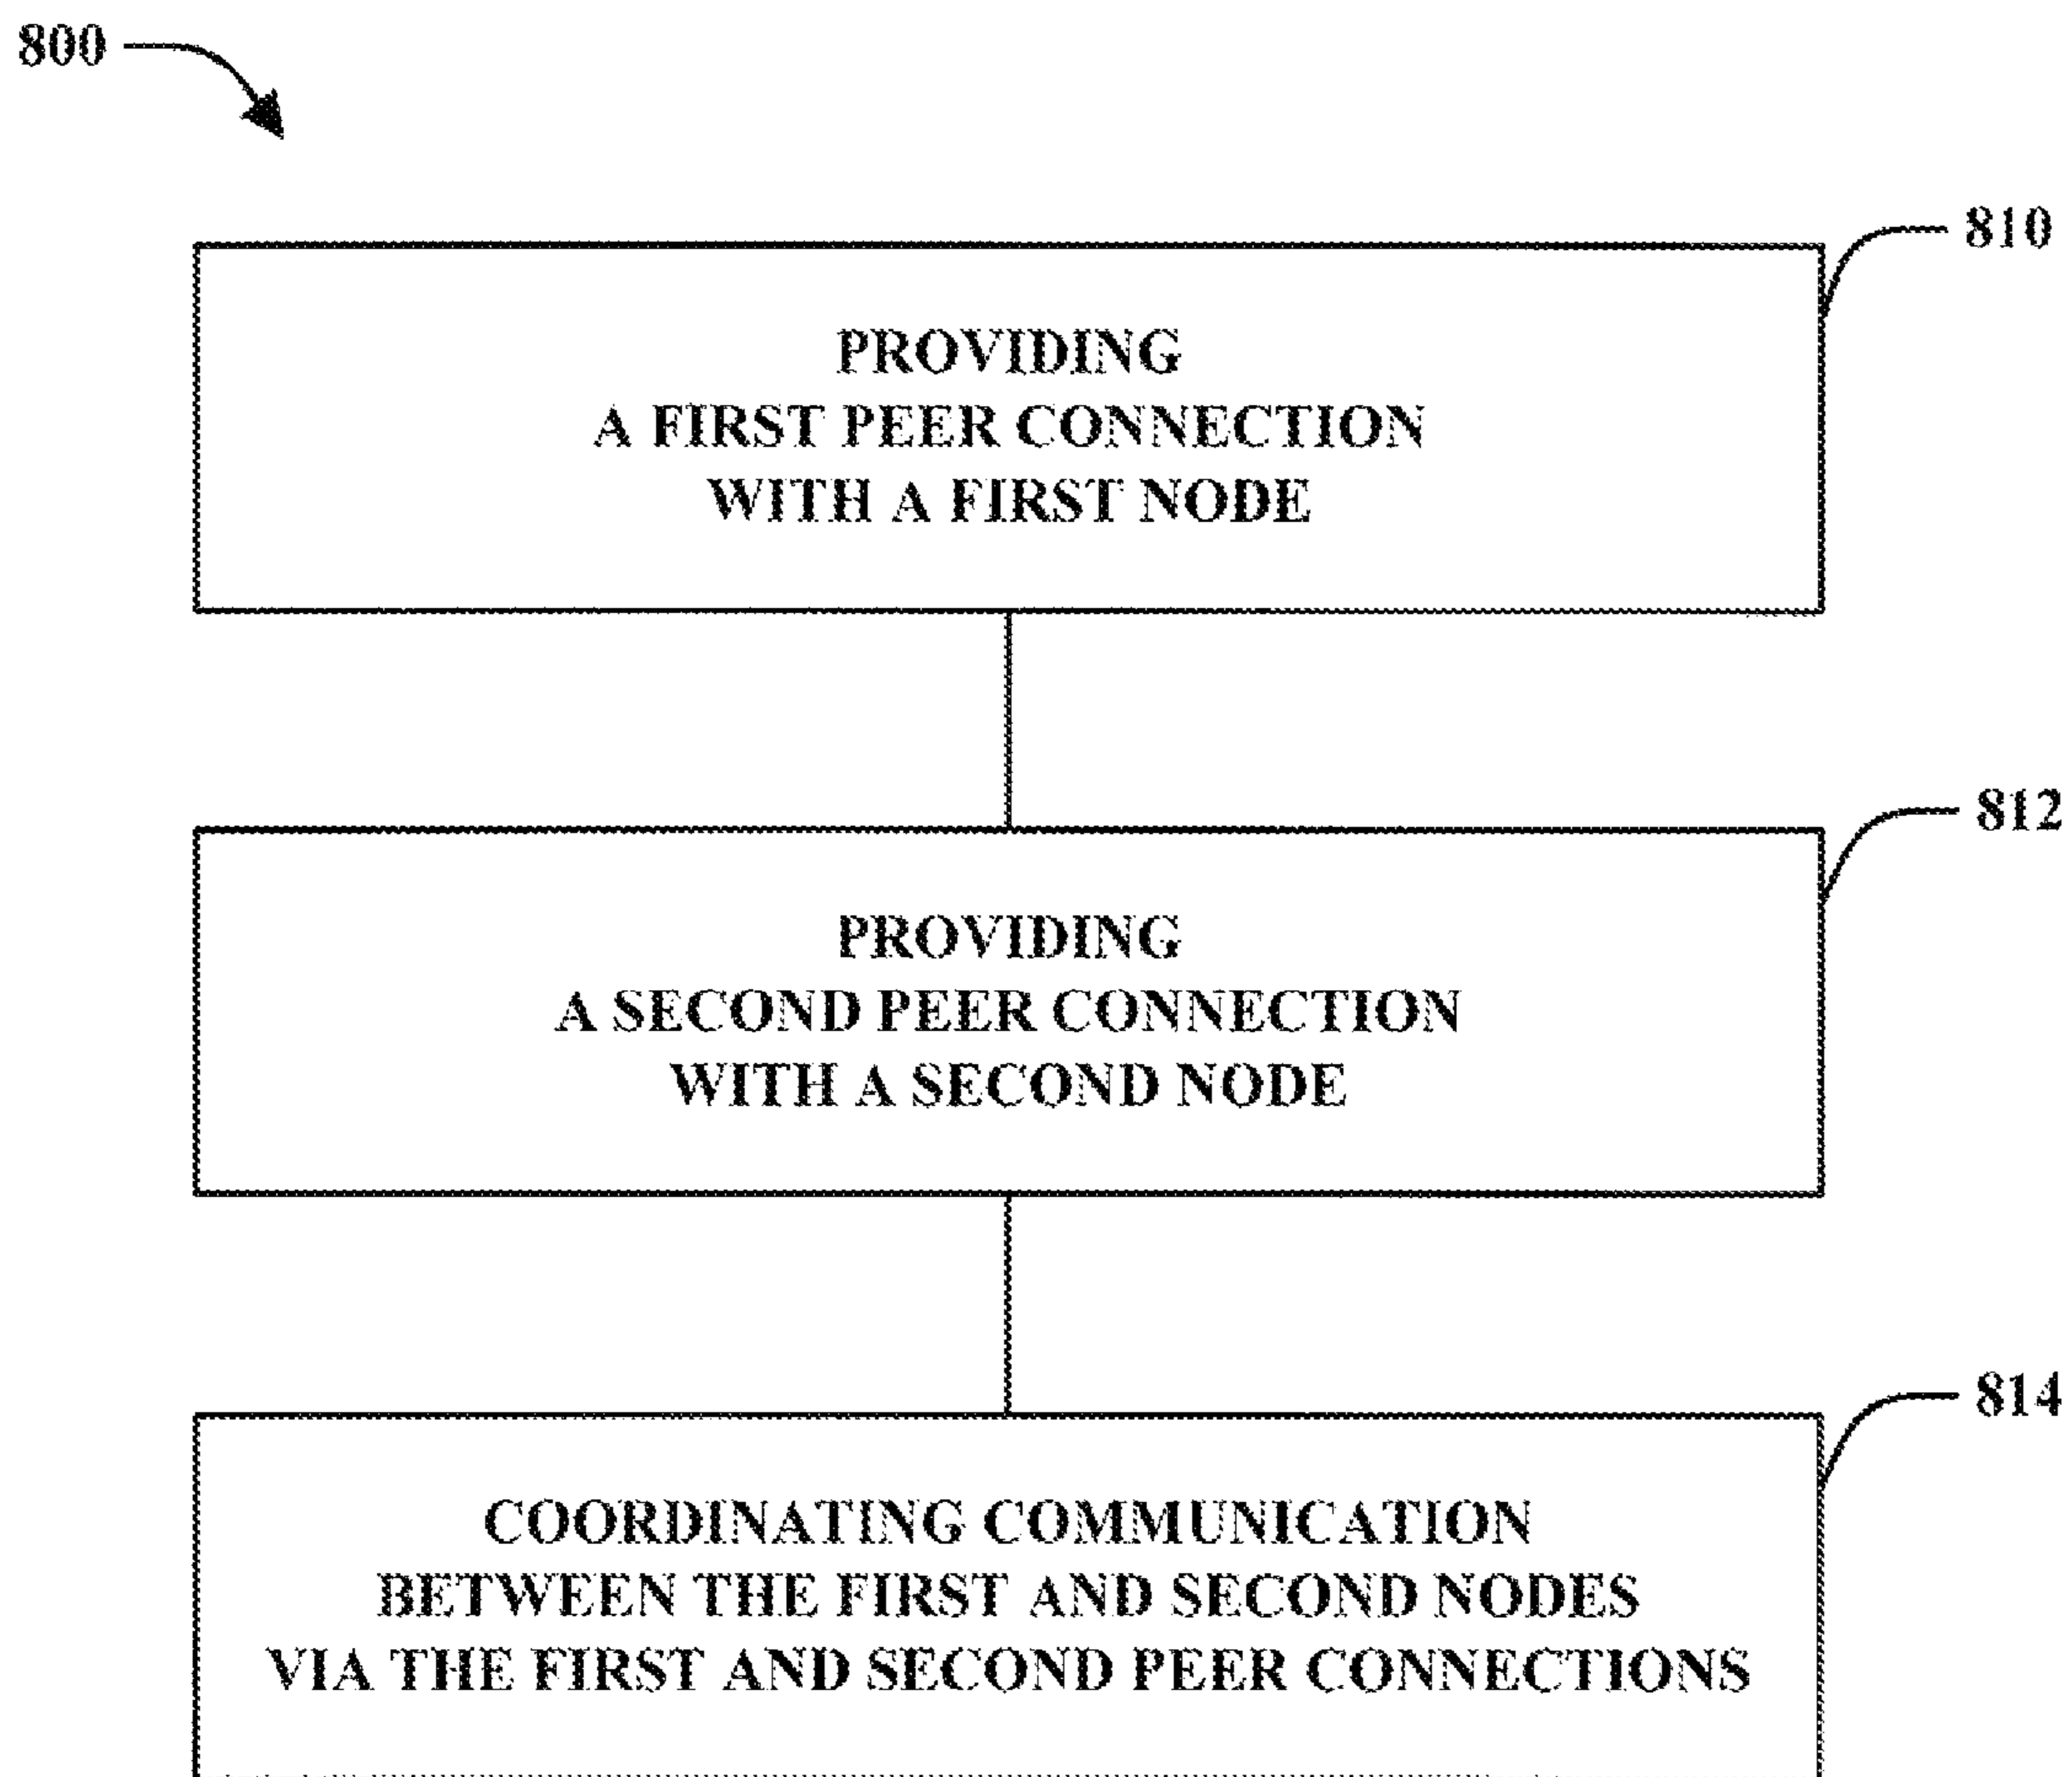 800
810
PROVIDING
A FIRST PEER CONNECTION
WITH A FIRST NODE
812
PROVIDING
A SECOND PEER CONNECTION
WITH A SECOND NODE
814
COORDINATING COMMUNICATION
BETWEEN THE FIRST AND SECOND NODES
VIA THE FIRST AND SECOND PEER CONNECTIONS